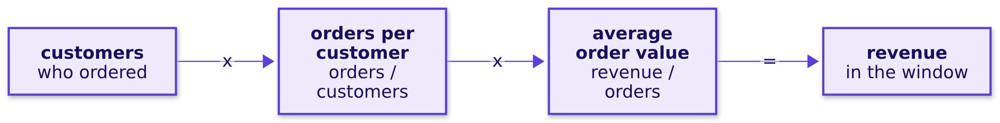 customers
who ordered
x
orders per
customer
orders /
customers
x
average
order value
revenue /
orders
=
revenue
in the window